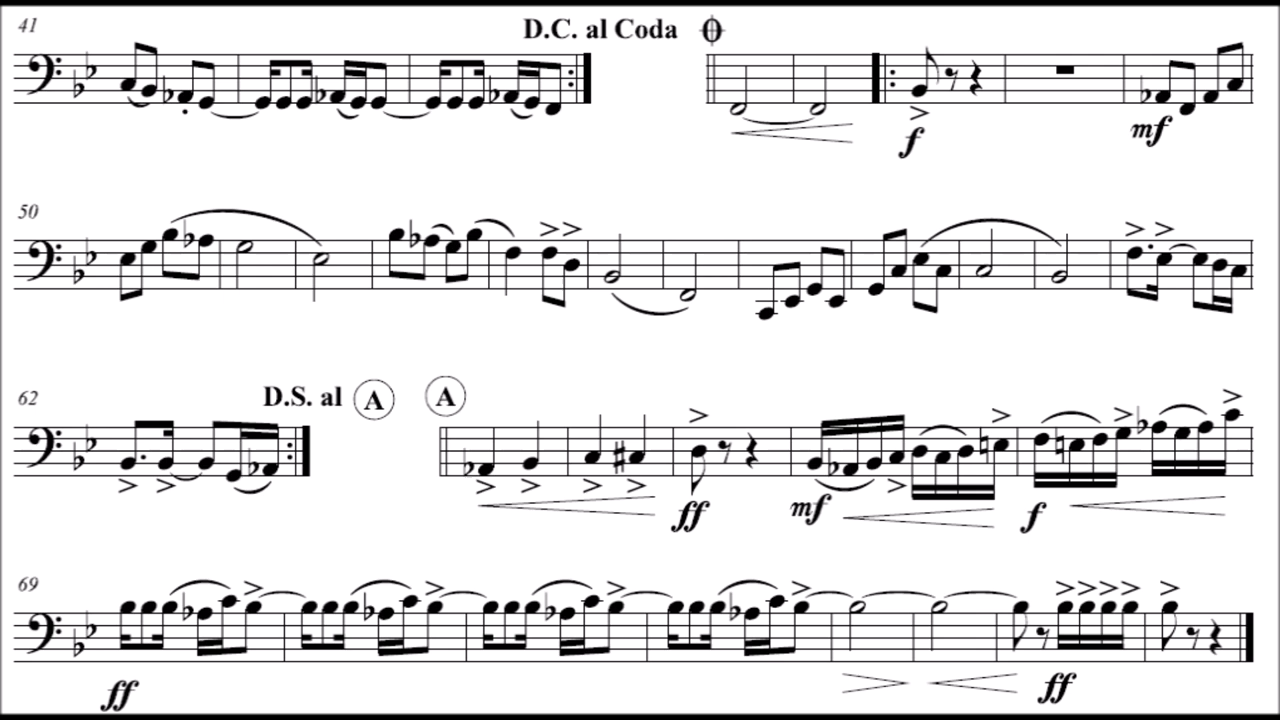 41 D.C. al Coda
f mf
50
62 D.S. al A A
ff mf f
69
ff ff